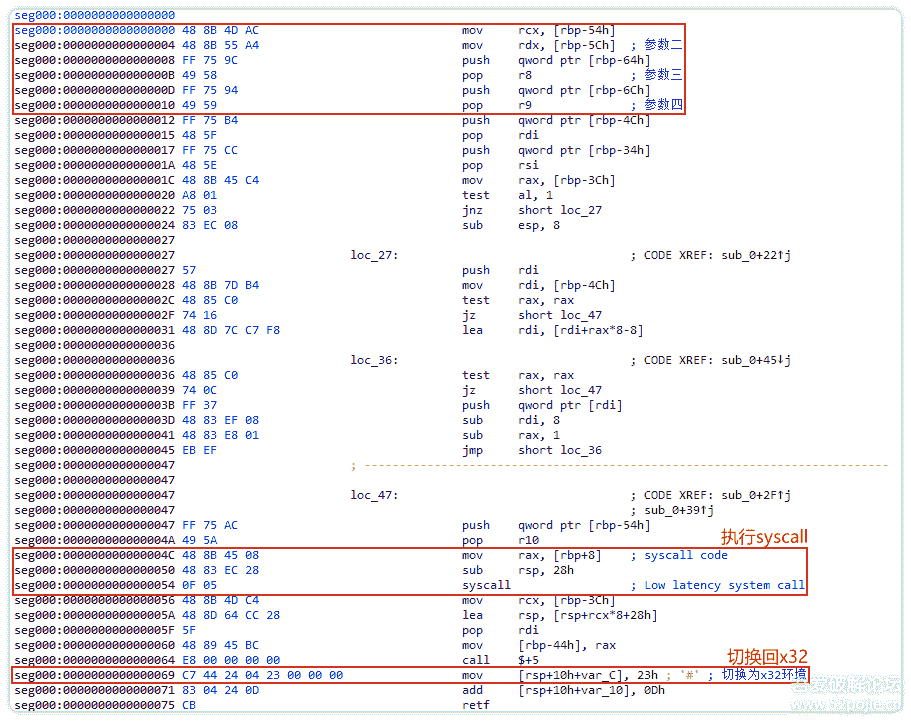 seg000:0000000000000000
seg000:0000000000000000 48 8B 4D AC mov rcx, [rbp-54h]
seg000:0000000000000004 48 8B 55 A4 mov rdx, [rbp-5Ch] ; 参数二
seg000:0000000000000008 FF 75 9C push qword ptr [rbp-64h]
seg000:000000000000000B 49 58 pop r8 ; 参数三
seg000:000000000000000D FF 75 94 push qword ptr [rbp-6Ch]
seg000:0000000000000010 49 59 pop r9 ; 参数四
seg000:0000000000000012 FF 75 B4 push qword ptr [rbp-4Ch]
seg000:0000000000000015 48 5F pop rdi
seg000:0000000000000017 FF 75 CC push qword ptr [rbp-34h]
seg000:000000000000001A 48 5E pop rsi
seg000:000000000000001C 48 8B 45 C4 mov rax, [rbp-3Ch]
seg000:0000000000000020 A8 01 test al, 1
seg000:0000000000000022 75 03 jnz short loc_27
seg000:0000000000000024 83 EC 08 sub esp, 8
seg000:0000000000000027
seg000:0000000000000027 loc_27: ; CODE XREF: sub_0+22↑j
seg000:0000000000000027 57 push rdi
seg000:0000000000000028 48 8B 7D B4 mov rdi, [rbp-4Ch]
seg000:000000000000002C 48 85 C0 test rax, rax
seg000:000000000000002F 74 16 jz short loc_47
seg000:0000000000000031 48 8D 7C C7 F8 lea rdi, [rdi+rax*8-8]
seg000:0000000000000036
seg000:0000000000000036 loc_36: ; CODE XREF: sub_0+45↓j
seg000:0000000000000036 48 85 C0 test rax, rax
seg000:0000000000000039 74 0C jz short loc_47
seg000:000000000000003B FF 37 push qword ptr [rdi]
seg000:000000000000003D 48 83 EF 08 sub rdi, 8
seg000:0000000000000041 48 83 E8 01 sub rax, 1
seg000:0000000000000045 EB EF jmp short loc_36
seg000:0000000000000047 ; ---------------------------------------------------------------------------
seg000:0000000000000047
seg000:0000000000000047 loc_47: ; CODE XREF: sub_0+2F↑j
seg000:0000000000000047 ; sub_0+39↑j
seg000:0000000000000047 FF 75 AC push qword ptr [rbp-54h]
seg000:000000000000004A 49 5A pop r10 执行syscall
seg000:000000000000004C 48 8B 45 08 mov rax, [rbp+8] ; syscall code
seg000:0000000000000050 48 83 EC 28 sub rsp, 28h
seg000:0000000000000054 0F 05 syscall ; Low latency system call
seg000:0000000000000056 48 8B 4D C4 mov rcx, [rbp-3Ch]
seg000:000000000000005A 48 8D 64 CC 28 lea rsp, [rsp+rcx*8+28h]
seg000:000000000000005F 5F pop rdi
seg000:0000000000000060 48 89 45 BC mov [rbp-44h], rax
seg000:0000000000000064 E8 00 00 00 00 call $+5 切换回x32
seg000:0000000000000069 C7 44 24 04 23 00 00 00 mov [rsp+10h+var_C], 23h ; '#' ; 切换为x32环境
seg000:0000000000000071 83 04 24 0D add [rsp+10h+var_10], 0Dh
seg000:0000000000000075 CB retf
吾爱破解论坛
www.52pojie.cn